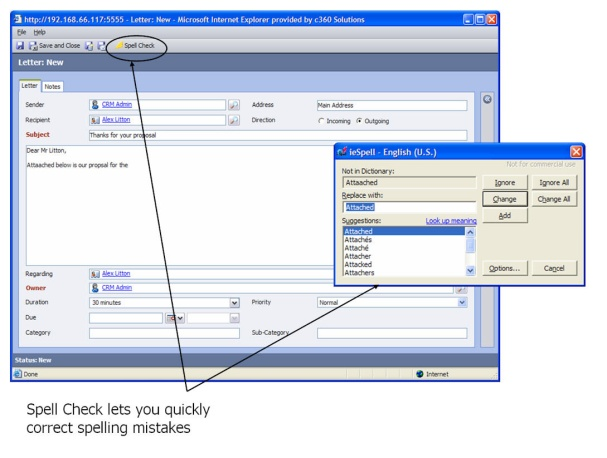 http://192.168.66.117:5555 - Letter: New - Microsoft Internet Explorer provided by c360 Solutions
File Help
Save and Close Spell Check
Letter: New
Letter Notes
Sender CRM Admin Address Main Address
Recipient Alex Litton Direction Incoming Outgoing
Subject Thanks for your proposal
Dear Mr Litton,
Attaached below is our propsal for the
Regarding Alex Litton
Owner CRM Admin
Duration 30 minutes Priority Normal
Due
Category Sub-Category
Status: New
Done Internet
ieSpell - English (U.S.)
Not for commercial use
Not in Dictionary:
Attaached Ignore Ignore All
Replace with:
Attached Change Change All
Suggestions: Look up meaning Add
Attached
Attachés
Attaché
Attacher
Attacked
Attachers Options... Cancel
Spell Check lets you quickly
correct spelling mistakes